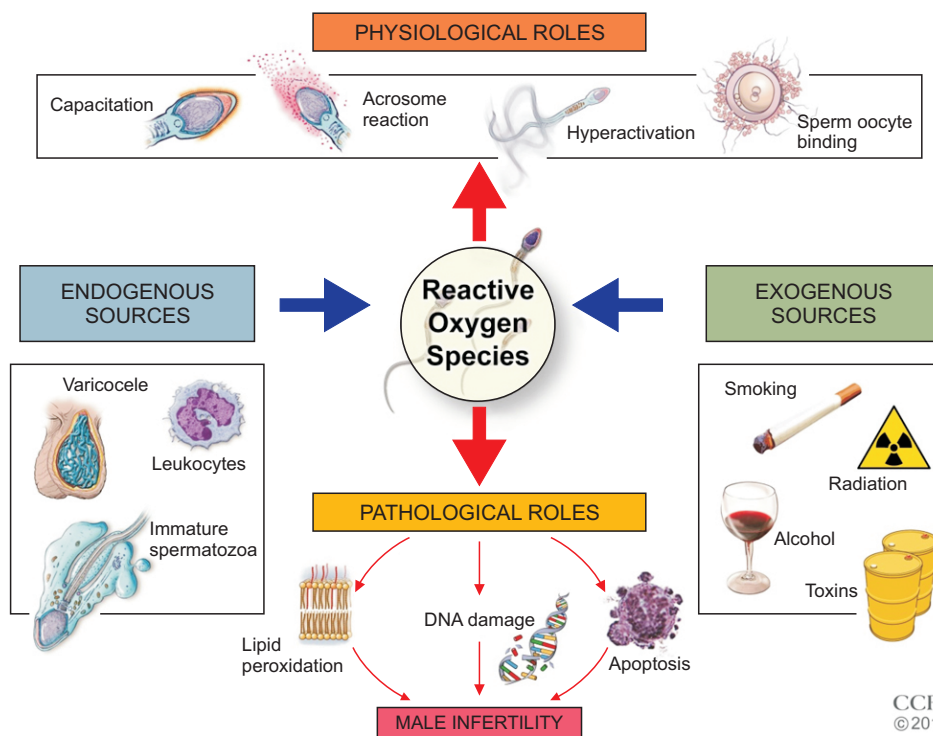 PHYSIOLOGICAL ROLES
Capacitation
Acrosome
reaction
Hyperactivation
Sperm oocyte
binding
ENDOGENOUS
SOURCES
Reactive
Oxygen
Species
EXOGENOUS
SOURCES
Varicocele
Leukocytes
Immature
spermatozoa
Smoking
Radiation
Alcohol
Toxins
PATHOLOGICAL ROLES
Lipid
peroxidation
DNA damage
Apoptosis
MALE INFERTILITY